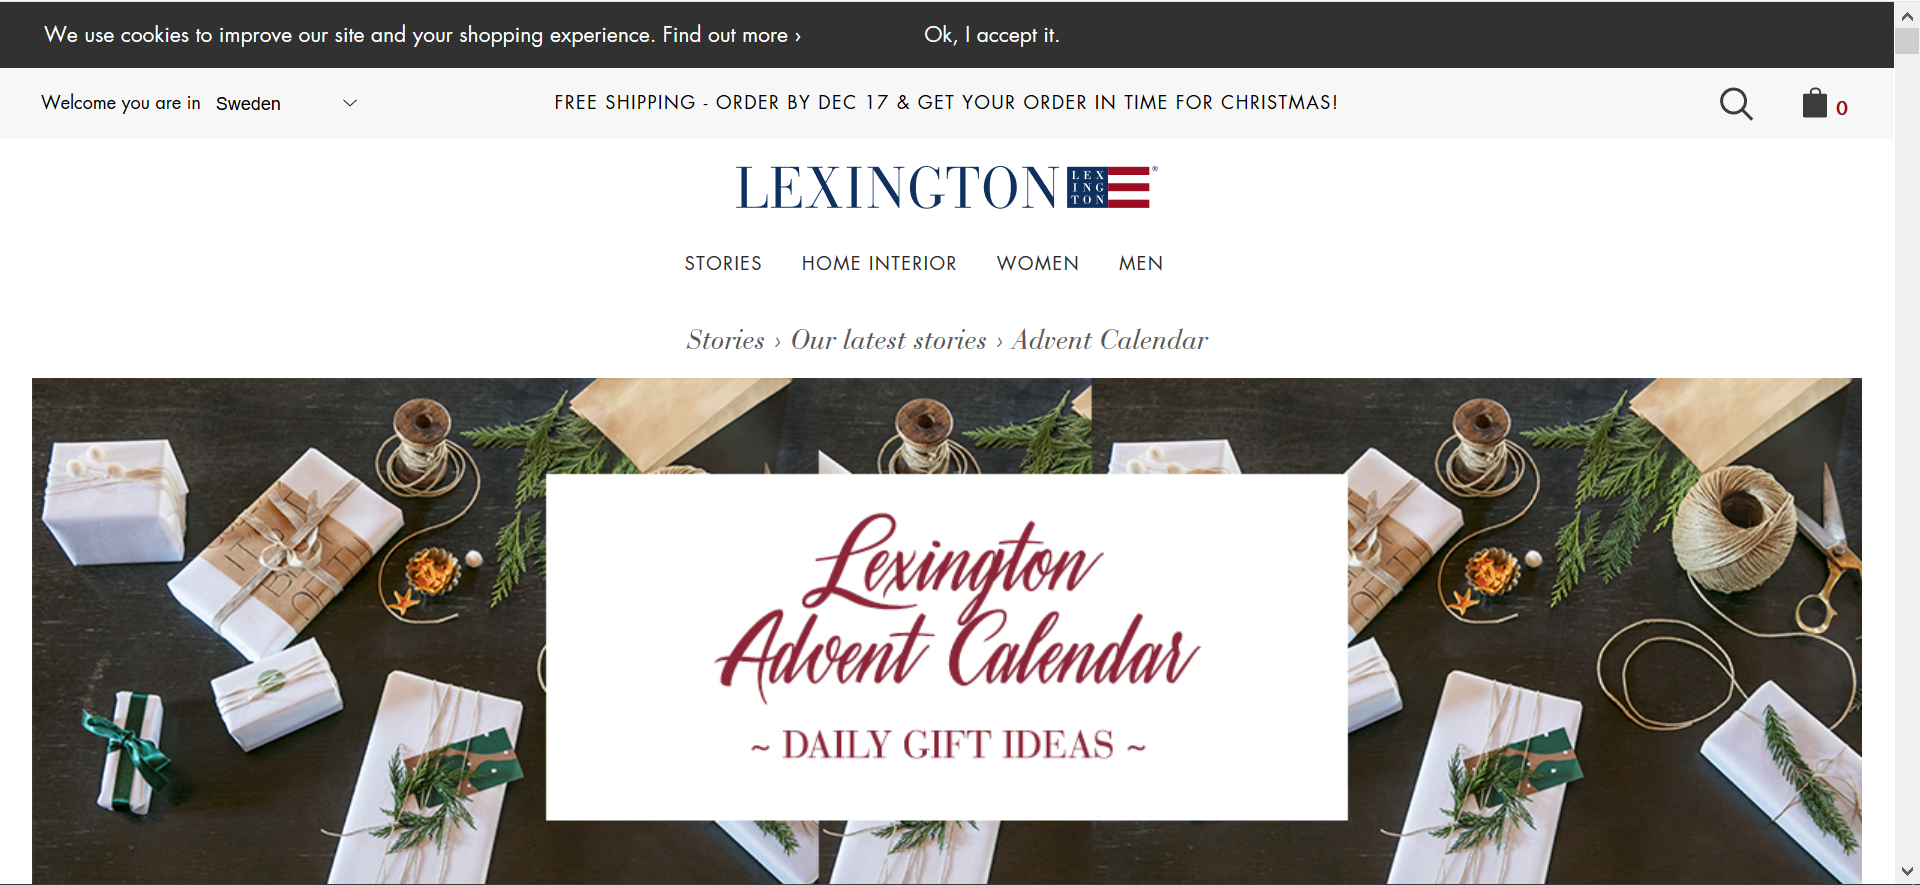 We use cookies to improve our site and your shopping experience. Find out more › Ok, I accept it.
Welcome you are in Sweden FREE SHIPPING - ORDER BY DEC 17 & GET YOUR ORDER IN TIME FOR CHRISTMAS! 0
LEXINGTON LEX ING TON ®
STORIES HOME INTERIOR WOMEN MEN
Stories › Our latest stories › Advent Calendar
Lexington
Advent Calendar
~ DAILY GIFT IDEAS ~